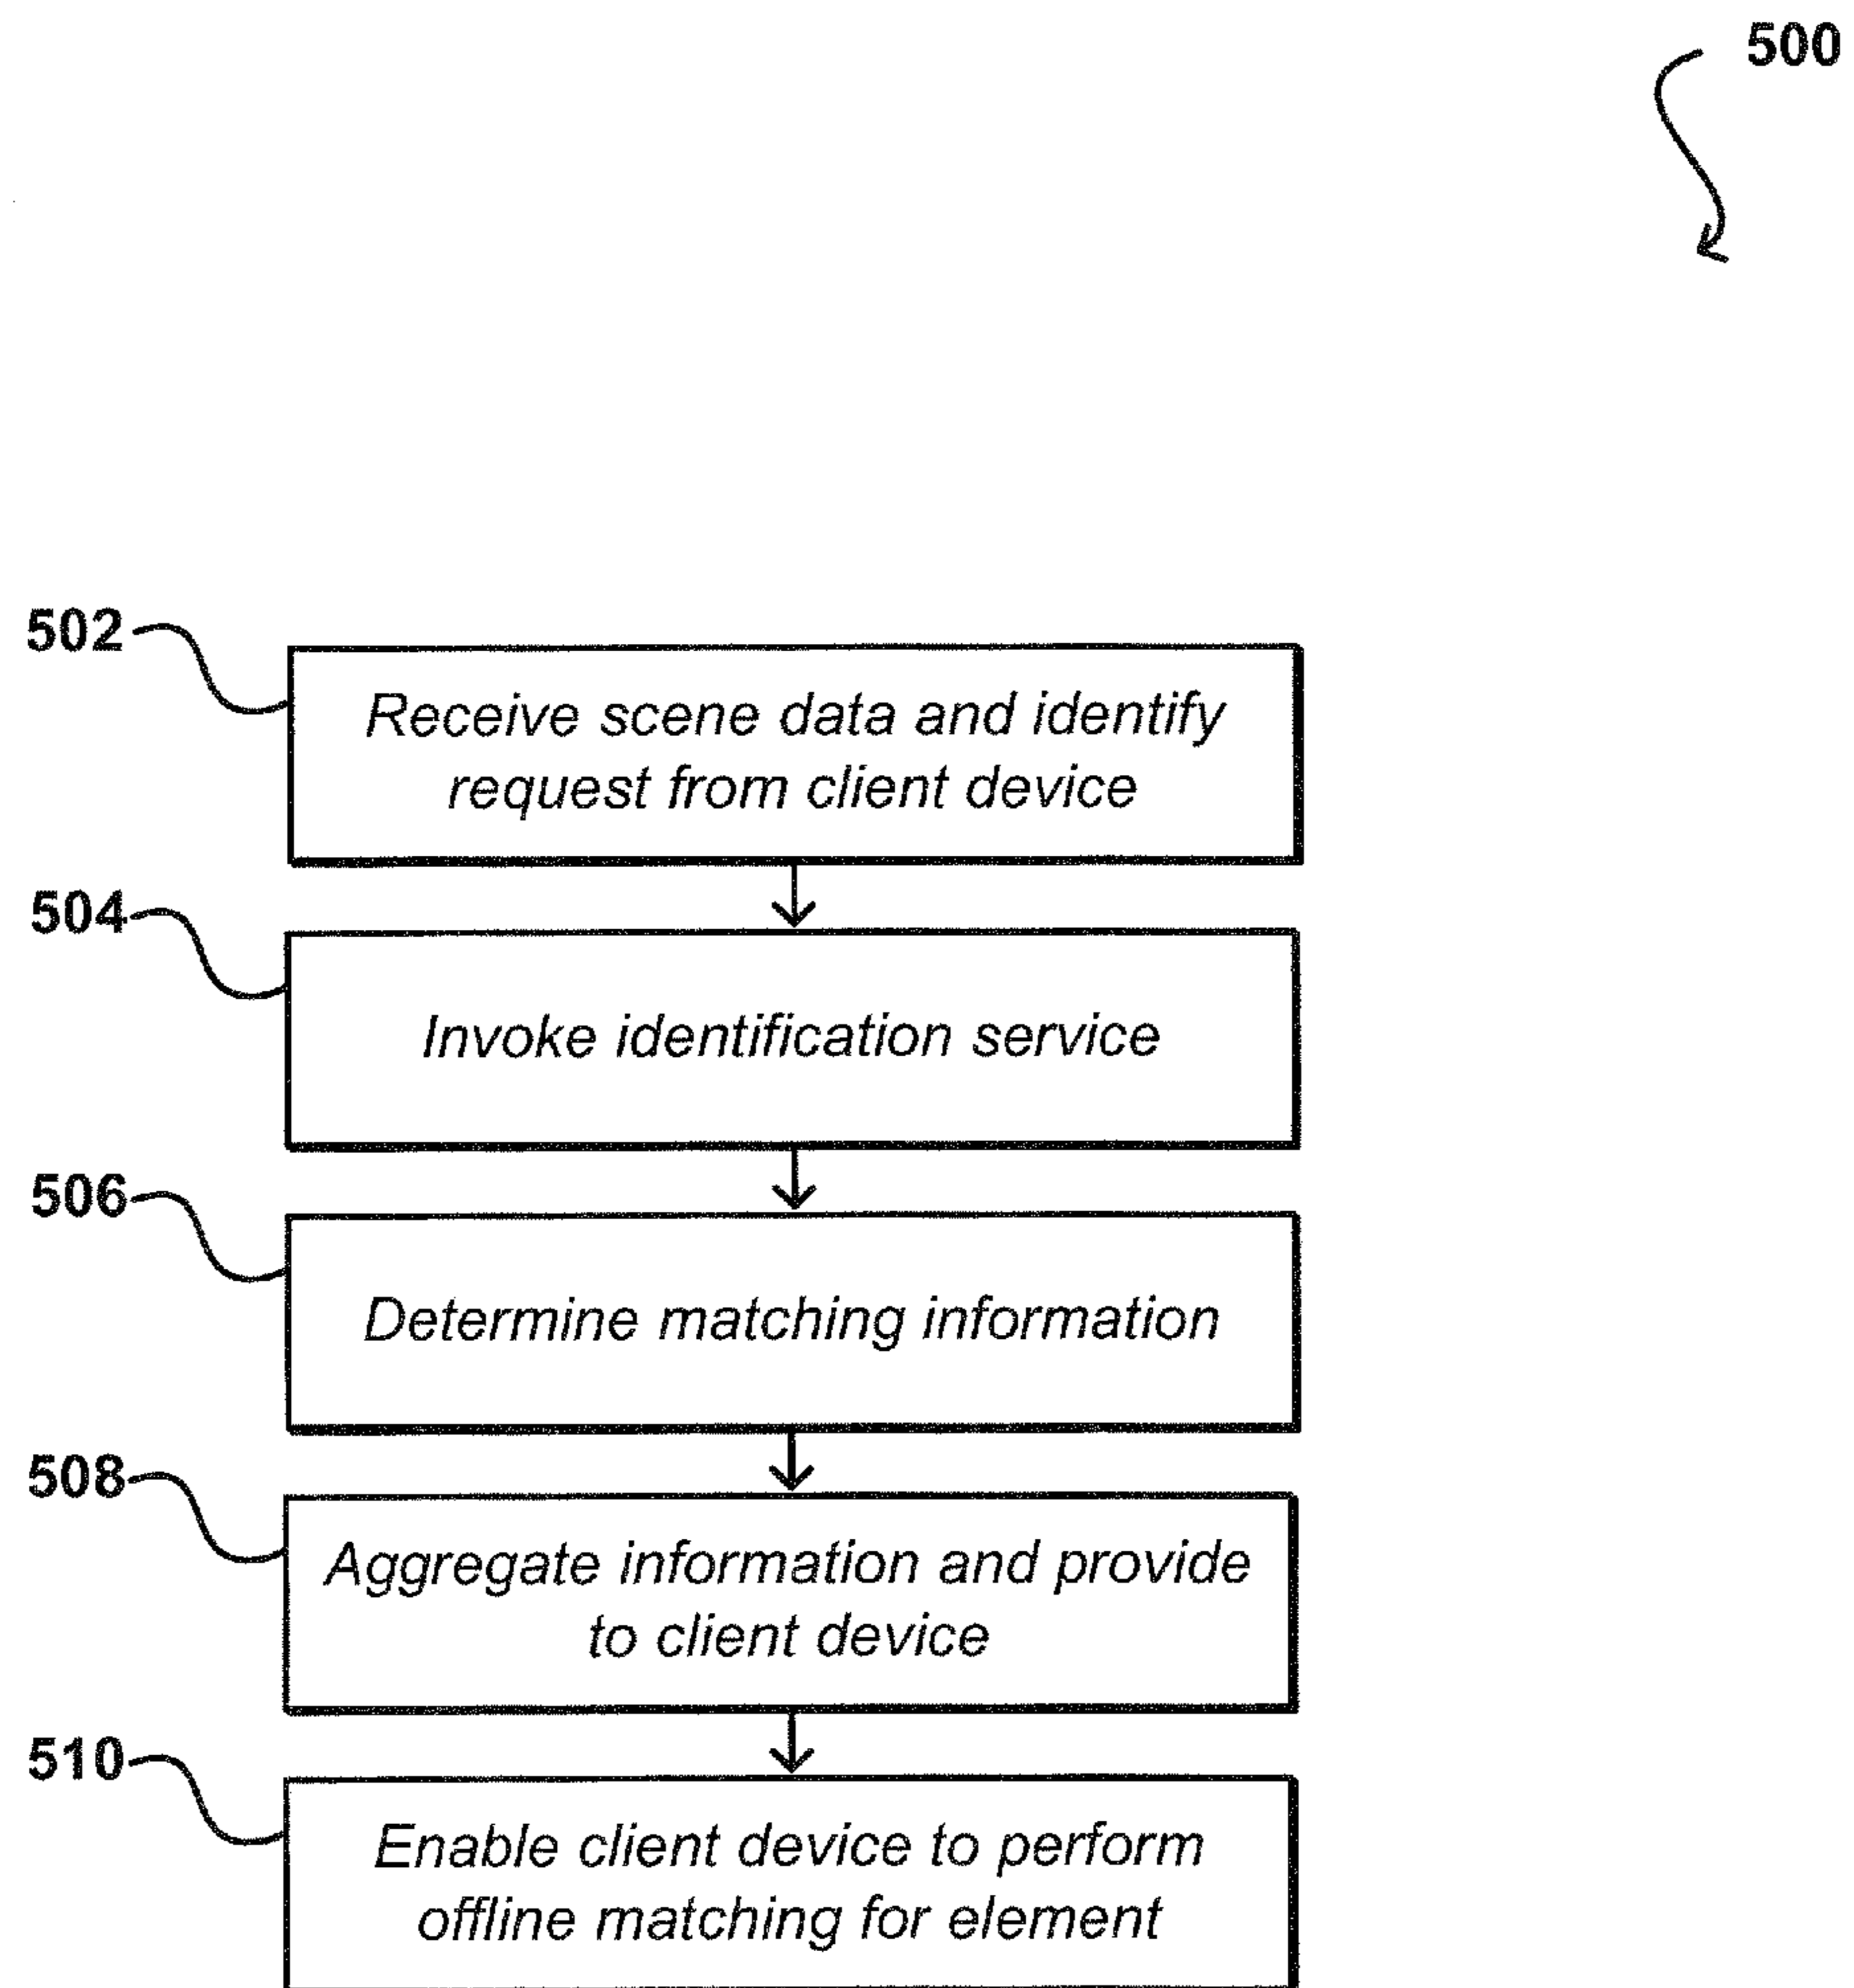 500
502
Receive scene data and identify
request from client device
504
Invoke identification service
506
Determine matching information
508
Aggregate information and provide
to client device
510
Enable client device to perform
offline matching for element